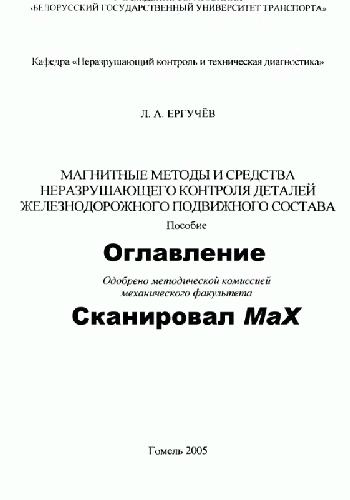 «БЕЛОРУССКИЙ ГОСУДАРСТВЕННЫЙ УНИВЕРСИТЕТ ТРАНСПОРТА»
Кафедра «Неразрушающий контроль и техническая диагностика»
Л. А. ЕРГУЧЁВ
МАГНИТНЫЕ МЕТОДЫ И СРЕДСТВА
НЕРАЗРУШАЮЩЕГО КОНТРОЛЯ ДЕТАЛЕЙ
ЖЕЛЕЗНОДОРОЖНОГО ПОДВИЖНОГО СОСТАВА
Пособие
Оглавление
Одобрено методической комиссией
механического факультета
Сканировал МаХ
Гомель 2005